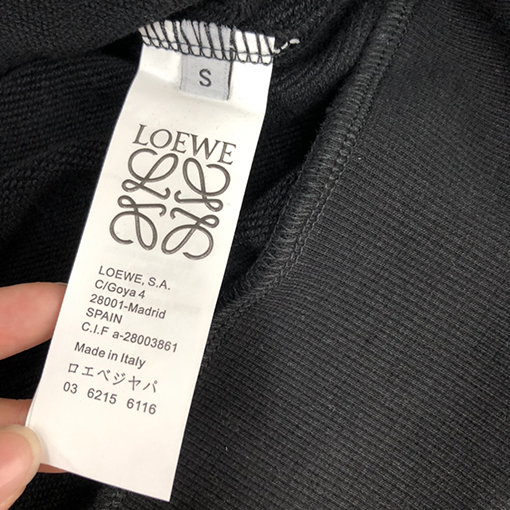 S
LOEWE
LOEWE, S.A.
C/Goya 4
28001-Madrid
SPAIN
C.I.F a-28003861
Made in Italy
ロエベジャパ
03 6215 6116